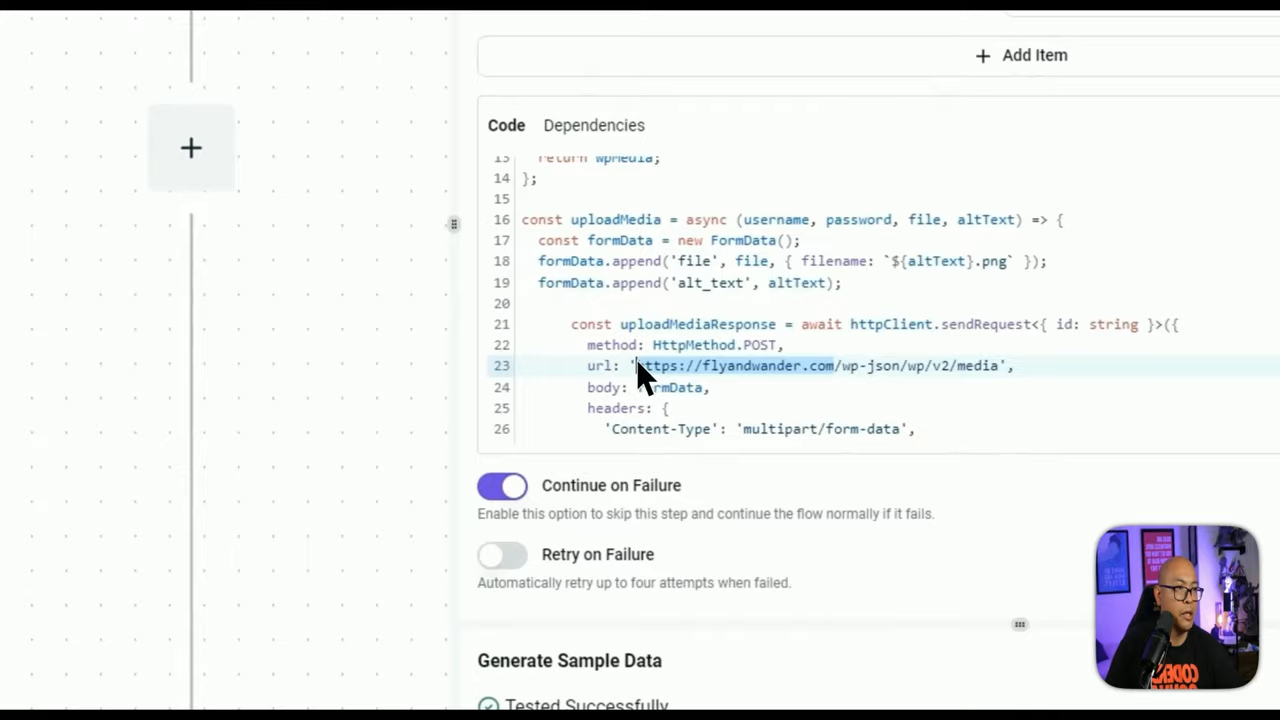 + Add Item
Code Dependencies
13 return wpMedia;
14 };
15
16 const uploadMedia = async (username, password, file, altText) => {
17 const formData = new FormData();
18 formData.append('file', file, { filename: `${altText}.png` });
19 formData.append('alt_text', altText);
20
21 const uploadMediaResponse = await httpClient.sendRequest<{ id: string }>({
22 method: HttpMethod.POST,
23 url: 'https://flyandwander.com/wp-json/wp/v2/media',
24 body: formData,
25 headers: {
26 'Content-Type': 'multipart/form-data',
Continue on Failure
Enable this option to skip this step and continue the flow normally if it fails.
Retry on Failure
Automatically retry up to four attempts when failed.
Generate Sample Data
Tested Successfully